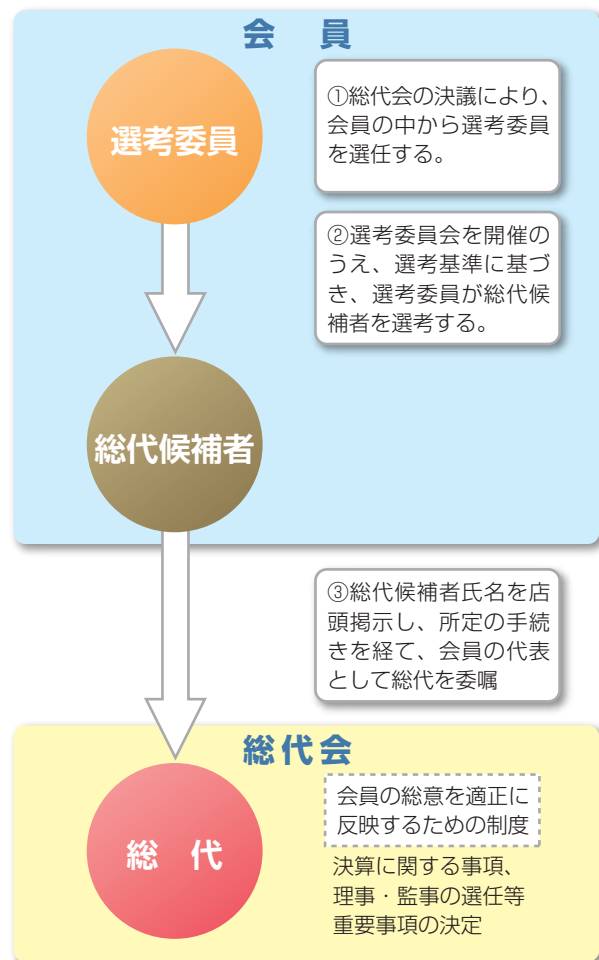 会　員
選考委員
①総代会の決議により、
会員の中から選考委員
を選任する。
②選考委員会を開催の
うえ、選考基準に基づ
き、選考委員が総代候
補者を選考する。
総代候補者
③総代候補者氏名を店
頭掲示し、所定の手続
きを経て、会員の代表
として総代を委嘱
総代会
総　代
会員の総意を適正に
反映するための制度
決算に関する事項、
理事・監事の選任等
重要事項の決定